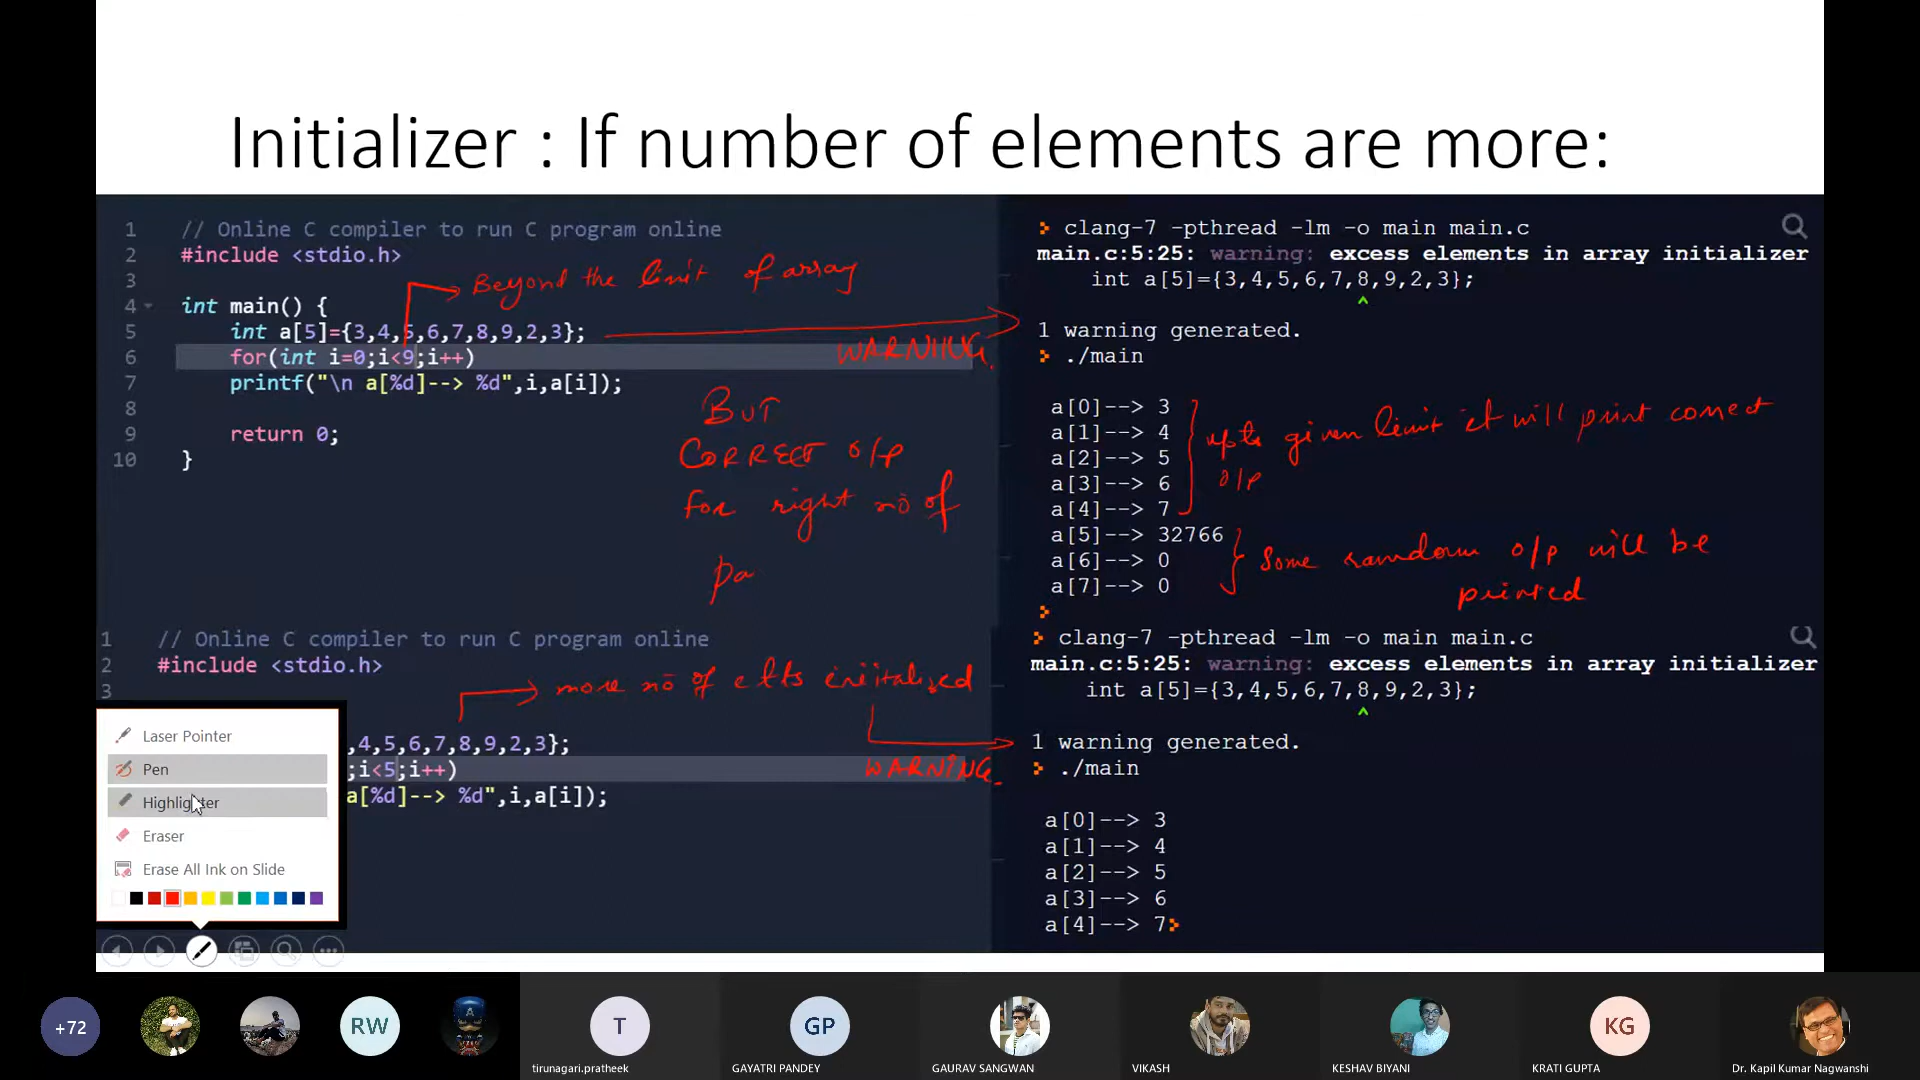 Initializer : If number of elements are more:
1 // Online C compiler to run C program online
2 #include <stdio.h>
3
Beyond the limit of array
4 int main() {
5 int a[5]={3,4,5,6,7,8,9,2,3};
WARNING.
6 for(int i=0;i<9;i++)
7 printf("\n a[%d]--> %d",i,a[i]);
8
9 return 0;
10 }
BUT
CORRECT o/p
for right no of
pa
clang-7 -pthread -lm -o main main.c
main.c:5:25: warning: excess elements in array initializer
int a[5]={3,4,5,6,7,8,9,2,3};
^
1 warning generated.
./main
a[0]--> 3
a[1]--> 4
a[2]--> 5
a[3]--> 6
a[4]--> 7
upto given limit it will print correct
o/p
a[5]--> 32766
a[6]--> 0
a[7]--> 0
Some random o/p will be
printed
1 // Online C compiler to run C program online
2 #include <stdio.h>
3
more no of elts initialized
,4,5,6,7,8,9,2,3};
;i<5;i++)
WARNING.
a[%d]--> %d",i,a[i]);
clang-7 -pthread -lm -o main main.c
main.c:5:25: warning: excess elements in array initializer
int a[5]={3,4,5,6,7,8,9,2,3};
^
1 warning generated.
./main
a[0]--> 3
a[1]--> 4
a[2]--> 5
a[3]--> 6
a[4]--> 7
Laser Pointer
Pen
Highlighter
Eraser
Erase All Ink on Slide
+72
RW
A
T
tirunagari.pratheek
GP
GAYATRI PANDEY
GAURAV SANGWAN
VIKASH
KESHAV BIYANI
KG
KRATI GUPTA
Dr. Kapil Kumar Nagwanshi